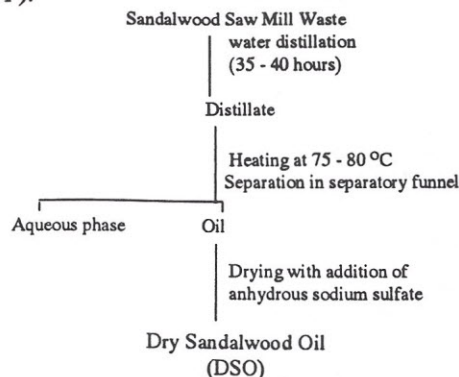 Sandalwood Saw Mill Waste
water distillation
(35 - 40 hours)
Distillate
Heating at 75 - 80 ºC
Separation in separatory funnel
Aqueous phase
Oil
Drying with addition of
anhydrous sodium sulfate
Dry Sandalwood Oil
(DSO)